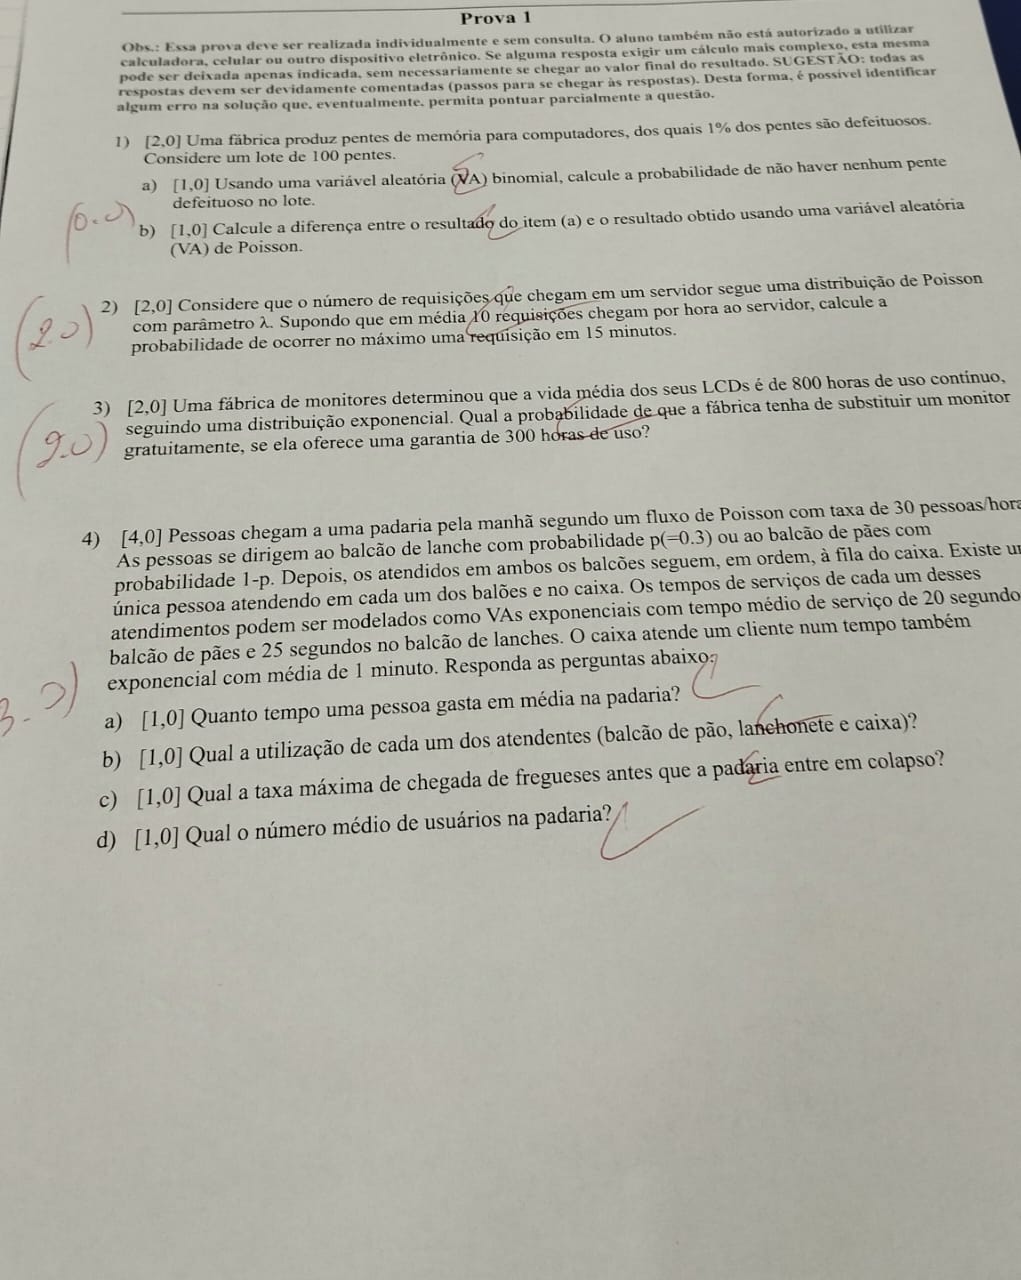 Prova 1
Obs.: Essa prova deve ser realizada individualmente e sem consulta. O aluno também não está autorizado a utilizar
calculadora, celular ou outro dispositivo eletrônico. Se alguma resposta exigir um cálculo mais complexo, esta mesma
pode ser deixada apenas indicada, sem necessariamente se chegar ao valor final do resultado. SUGESTÃO: todas as
respostas devem ser devidamente comentadas (passos para se chegar às respostas). Desta forma, é possível identificar
algum erro na solução que, eventualmente, permita pontuar parcialmente a questão.
1) [2,0] Uma fábrica produz pentes de memória para computadores, dos quais 1% dos pentes são defeituosos.
Considere um lote de 100 pentes.
a) [1,0] Usando uma variável aleatória (VA) binomial, calcule a probabilidade de não haver nenhum pente
defeituoso no lote.
b) [1,0] Calcule a diferença entre o resultado do item (a) e o resultado obtido usando uma variável aleatória
(VA) de Poisson.
2) [2,0] Considere que o número de requisições que chegam em um servidor segue uma distribuição de Poisson
(2.0)
com parâmetro λ. Supondo que em média 10 requisições chegam por hora ao servidor, calcule a
probabilidade de ocorrer no máximo uma requisição em 15 minutos.
3) [2,0] Uma fábrica de monitores determinou que a vida média dos seus LCDs é de 800 horas de uso contínuo,
(2.0)
seguindo uma distribuição exponencial. Qual a probabilidade de que a fábrica tenha de substituir um monitor
gratuitamente, se ela oferece uma garantia de 300 horas de uso?
4) [4,0] Pessoas chegam a uma padaria pela manhã segundo um fluxo de Poisson com taxa de 30 pessoas/hora
As pessoas se dirigem ao balcão de lanche com probabilidade p(=0.3) ou ao balcão de pães com
probabilidade 1-p. Depois, os atendidos em ambos os balcões seguem, em ordem, à fila do caixa. Existe
única pessoa atendendo em cada um dos balões e no caixa. Os tempos de serviços de cada um desses
atendimentos podem ser modelados como VAs exponenciais com tempo médio de serviço de 20 segundo
balcão de pães e 25 segundos no balcão de lanches. O caixa atende um cliente num tempo também
exponencial com média de 1 minuto. Responda as perguntas abaixo:
3.0)
a) [1,0] Quanto tempo uma pessoa gasta em média na padaria?
b) [1,0] Qual a utilização de cada um dos atendentes (balcão de pão, lanchonete e caixa)?
c) [1,0] Qual a taxa máxima de chegada de fregueses antes que a padaria entre em colapso?
d) [1,0] Qual o número médio de usuários na padaria?